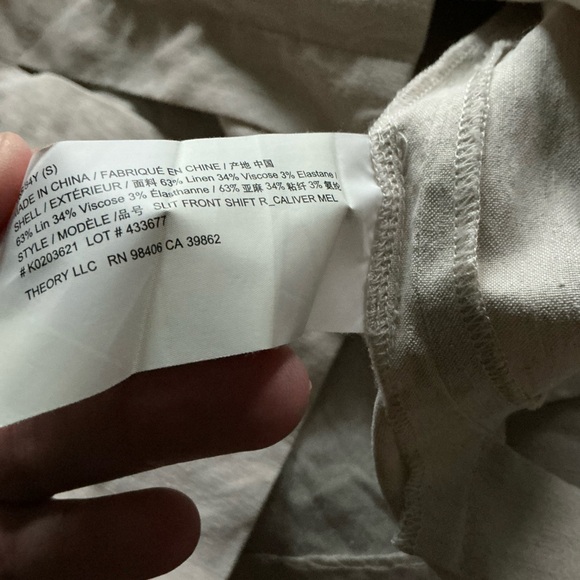 (S)
MADE IN CHINA / FABRIQUÉ EN CHINE / 产地 中国
SHELL / EXTÉRIEUR / 面料 63% Linen 34% Viscose 3% Elastane /
63% Lin 34% Viscose 3% Élasthanne / 63% 亚麻 34% 粘纤 3% 氨纶
STYLE / MODÈLE /品号 SLIT FRONT SHIFT R_CALIVER MEL
# K0203621 LOT # 433677
THEORY LLC RN 98406 CA 39862